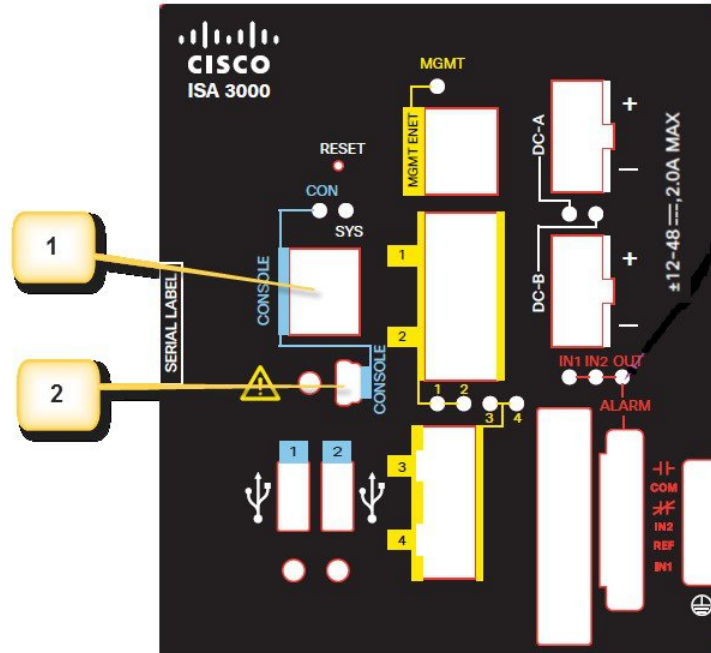 CISCO
ISA 3000
MGMT
MGMT ENET
RESET
CON
SYS
CONSOLE
1
SERIAL LABEL
2
CONSOLE
1
2
1 2
3 4
1 2
3
4
DC-A
+
−
DC-B
+
−
±12-48 ⎓, 2.0A MAX
IN1 IN2 OUT
ALARM
COM
IN2
REF
IN1